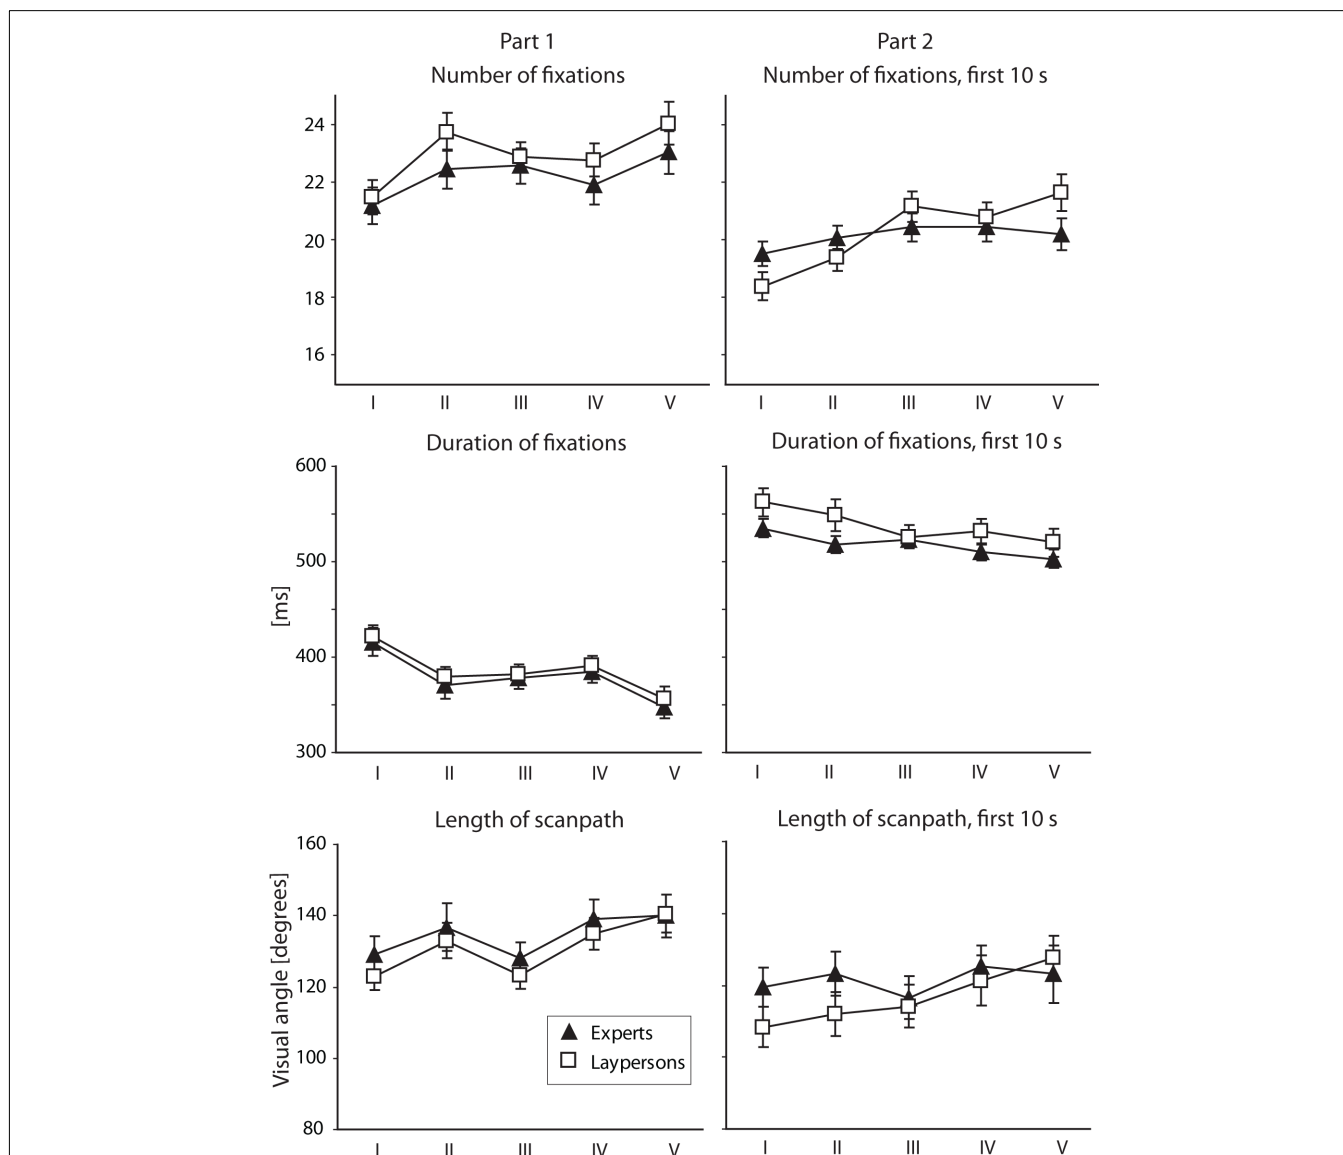 Part 1
Part 2
Number of fixations
Number of fixations, first 10 s
24
22
20
18
16
I II III IV V
I II III IV V
Duration of fixations
Duration of fixations, first 10 s
600
500
400
300
[ms]
I II III IV V
I II III IV V
Length of scanpath
Length of scanpath, first 10 s
160
140
120
100
80
Visual angle [degrees]
Experts
Laypersons
I II III IV V
I II III IV V